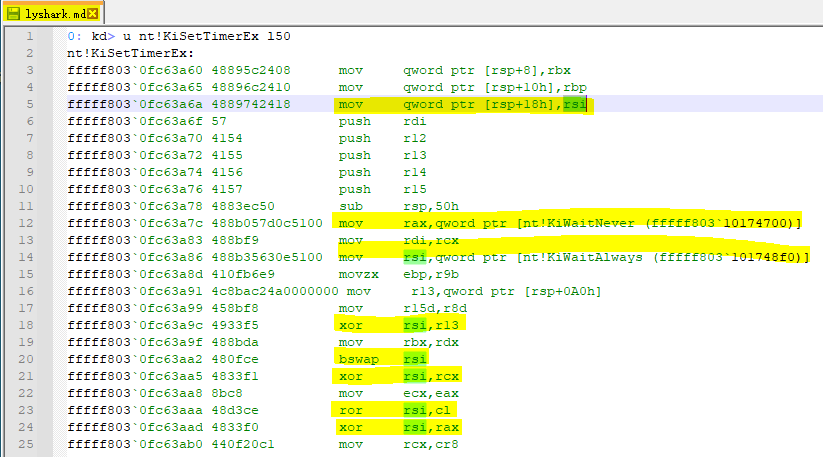 lyshark.md
1 0: kd> u nt!KiSetTimerEx l50
2 nt!KiSetTimerEx:
3 fffff803`0fc63a60 48895c2408 mov qword ptr [rsp+8],rbx
4 fffff803`0fc63a65 48896c2410 mov qword ptr [rsp+10h],rbp
5 fffff803`0fc63a6a 4889742418 mov qword ptr [rsp+18h],rsi
6 fffff803`0fc63a6f 57 push rdi
7 fffff803`0fc63a70 4154 push r12
8 fffff803`0fc63a72 4155 push r13
9 fffff803`0fc63a74 4156 push r14
10 fffff803`0fc63a76 4157 push r15
11 fffff803`0fc63a78 4883ec50 sub rsp,50h
12 fffff803`0fc63a7c 488b057d0c5100 mov rax,qword ptr [nt!KiWaitNever (fffff803`10174700)]
13 fffff803`0fc63a83 488bf9 mov rdi,rcx
14 fffff803`0fc63a86 488b35630e5100 mov rsi,qword ptr [nt!KiWaitAlways (fffff803`101748f0)]
15 fffff803`0fc63a8d 410fb6e9 movzx ebp,r9b
16 fffff803`0fc63a91 4c8bac24a0000000 mov r13,qword ptr [rsp+0A0h]
17 fffff803`0fc63a99 458bf8 mov r15d,r8d
18 fffff803`0fc63a9c 4933f5 xor rsi,r13
19 fffff803`0fc63a9f 488bda mov rbx,rdx
20 fffff803`0fc63aa2 480fce bswap rsi
21 fffff803`0fc63aa5 4833f1 xor rsi,rcx
22 fffff803`0fc63aa8 8bc8 mov ecx,eax
23 fffff803`0fc63aaa 48d3ce ror rsi,cl
24 fffff803`0fc63aad 4833f0 xor rsi,rax
25 fffff803`0fc63ab0 440f20c1 mov rcx,cr8